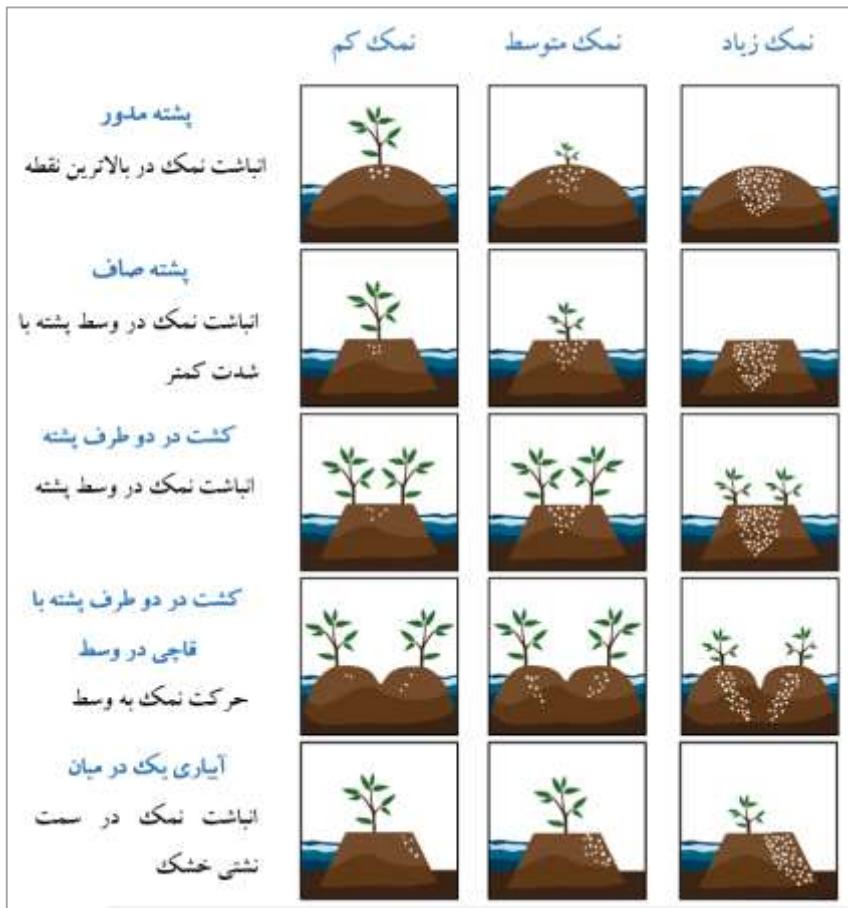 نمک زیاد
نمک متوسط
نمک کم
پشته مدور
انباشت نمک در بالاترین نقطه
پشته صاف
انباشت نمک در وسط پشته با
شدت کمتر
کشت در دو طرف پشته
انباشت نمک در وسط پشته
کشت در دو طرف پشته با
قاچی در وسط
حرکت نمک به وسط
آبیاری یک در میان
انباشت نمک در سمت
نشتی خشک